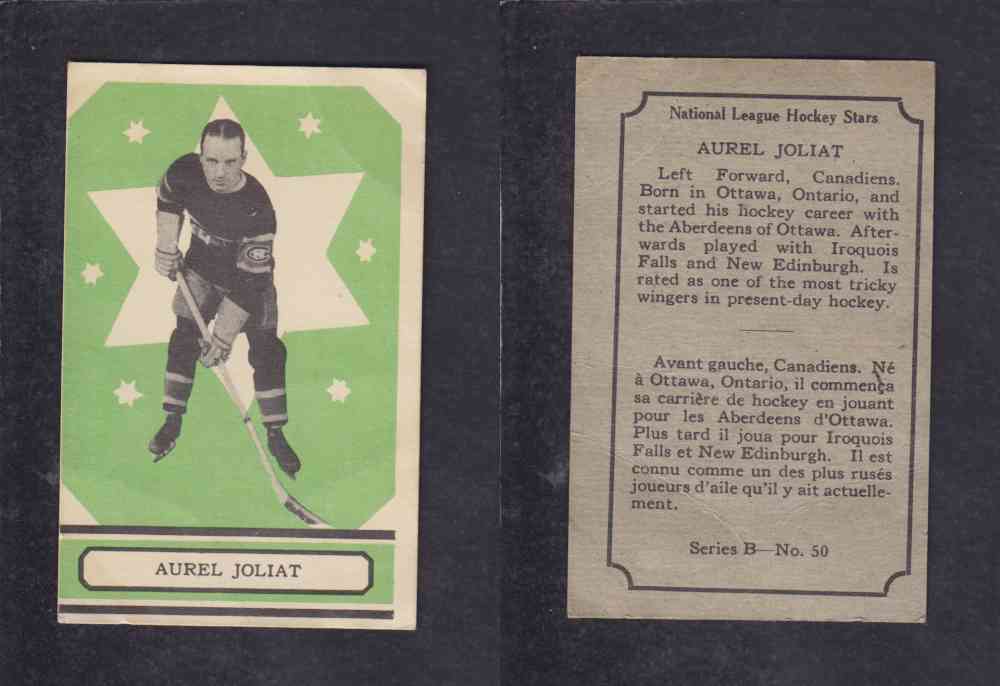 AUREL JOLIAT
National League Hockey Stars
AUREL JOLIAT
Left Forward, Canadiens.
Born in Ottawa, Ontario, and
started his hockey career with
the Aberdeens of Ottawa. After-
wards played with Iroquois
Falls and New Edinburgh. Is
rated as one of the most tricky
wingers in present-day hockey.
Avant gauche, Canadiens. Né
à Ottawa, Ontario, il commença
sa carrière de hockey en jouant
pour les Aberdeens d'Ottawa.
Plus tard il joua pour Iroquois
Falls et New Edinburgh. Il est
connu comme un des plus rusés
joueurs d'aile qu'il y ait actuelle-
ment.
Series B—No. 50